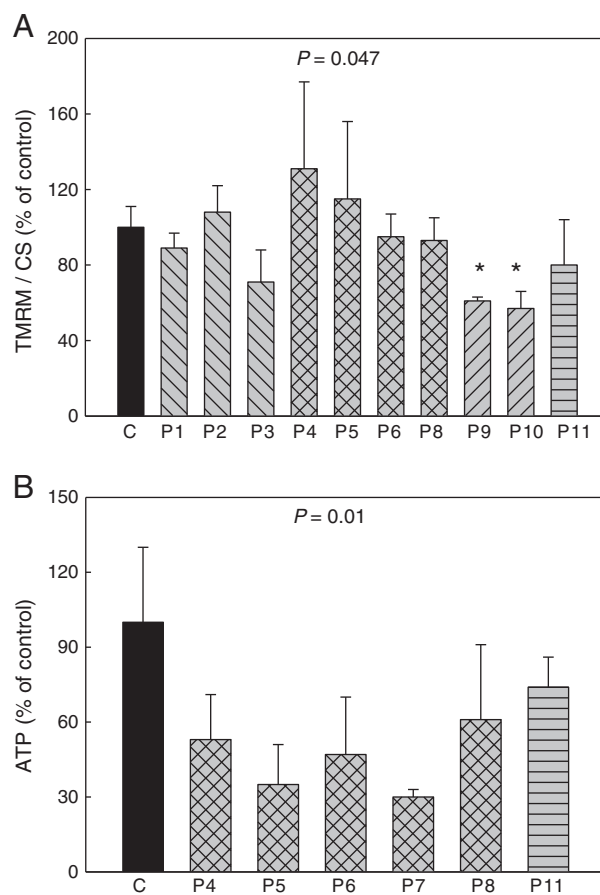 A
P = 0.047
TMRM / CS (% of control)
200
160
120
80
40
0
* *
C P1 P2 P3 P4 P5 P6 P8 P9 P10 P11
B
P = 0.01
ATP (% of control)
150
120
90
60
30
0
C P4 P5 P6 P7 P8 P11